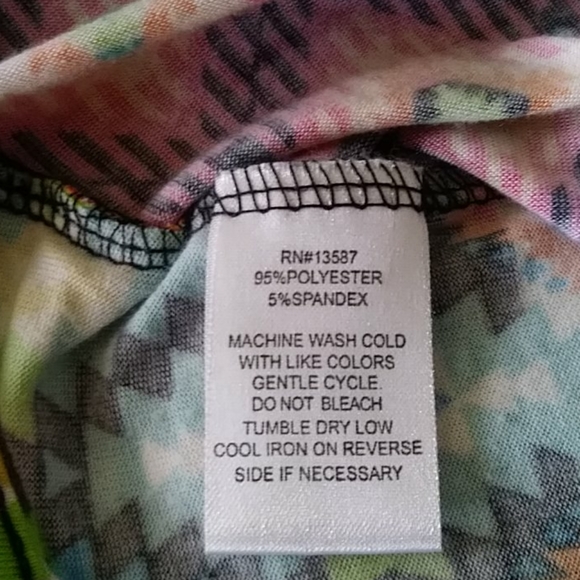 RN#13587
95%POLYESTER
5%SPANDEX
MACHINE WASH COLD
WITH LIKE COLORS
GENTLE CYCLE.
DO NOT BLEACH
TUMBLE DRY LOW
COOL IRON ON REVERSE
SIDE IF NECESSARY